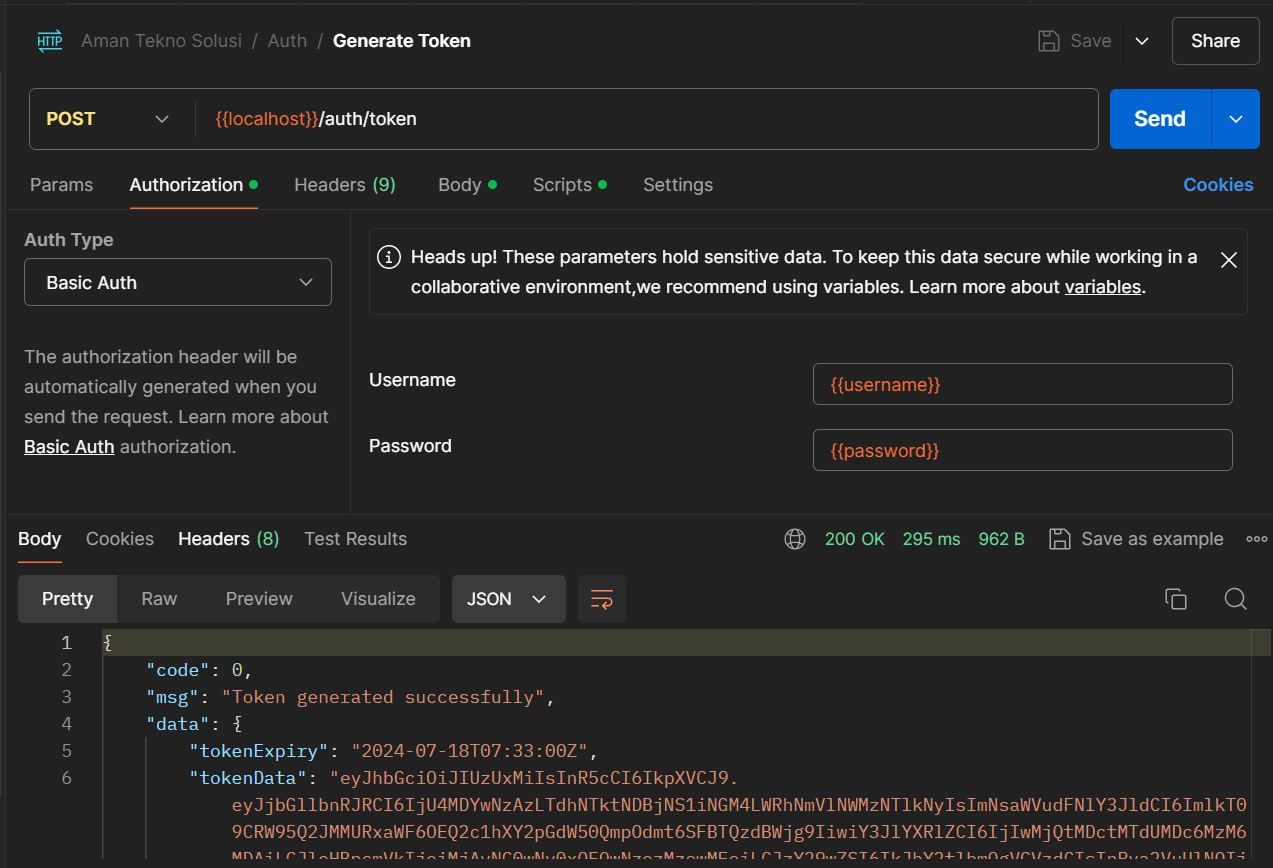 HTTP Aman Tekno Solusi / Auth / Generate Token Save Share
POST {{localhost}}/auth/token Send
Params Authorization Headers (9) Body Scripts Settings Cookies
Auth Type
Basic Auth
The authorization header will be
automatically generated when you
send the request. Learn more about
Basic Auth authorization.
Heads up! These parameters hold sensitive data. To keep this data secure while working in a
collaborative environment,we recommend using variables. Learn more about variables.
Username {{username}}
Password {{password}}
Body Cookies Headers (8) Test Results 200 OK 295 ms 962 B Save as example
Pretty Raw Preview Visualize JSON
1 {
2 "code": 0,
3 "msg": "Token generated successfully",
4 "data": {
5 "tokenExpiry": "2024-07-18T07:33:00Z",
6 "tokenData": "eyJhbGciOiJIUzUxMiIsInR5cCI6IkpXVCJ9.
eyJjbGllbnRJRCI6IjU4MDYwNzAzLTdhNTktNDBjNS1iNGM4LWRhNmVlNWMzNTlkNyIsImNsaWVudFNlY3JldCI6ImlkT0
9CRW95Q2JMMURxaWF6OEQ2c1hXY2pGdW50QmpOdmt6SFBTQzdBWjg9IiwiY3JlYXRlZCI6IjIwMjQtMDctMTdUMDc6MzM6